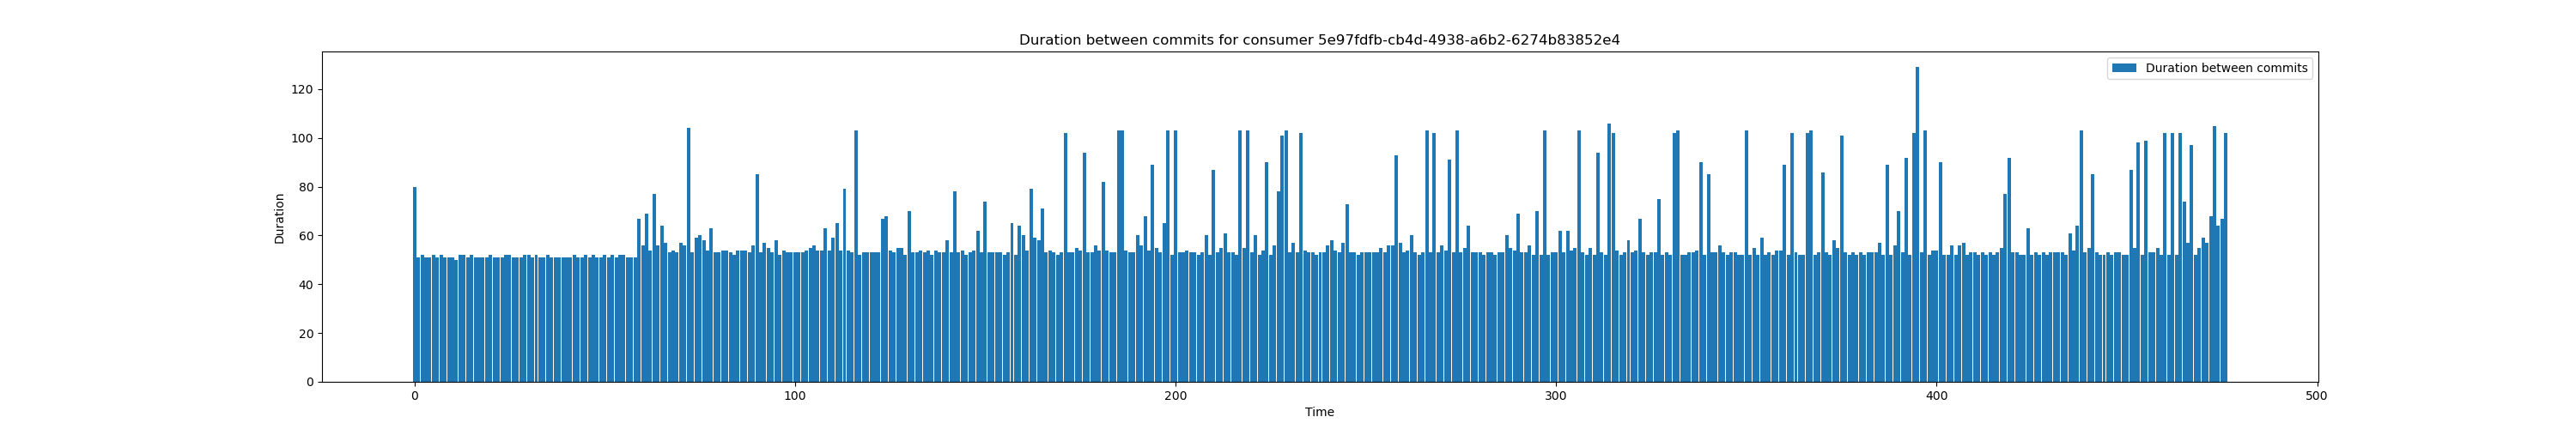 Duration between commits for consumer 5e97fdfb-cb4d-4938-a6b2-6274b83852e4
Duration between commits
120
100
80
60
40
20
0
Duration
0 100 200 300 400 500
Time